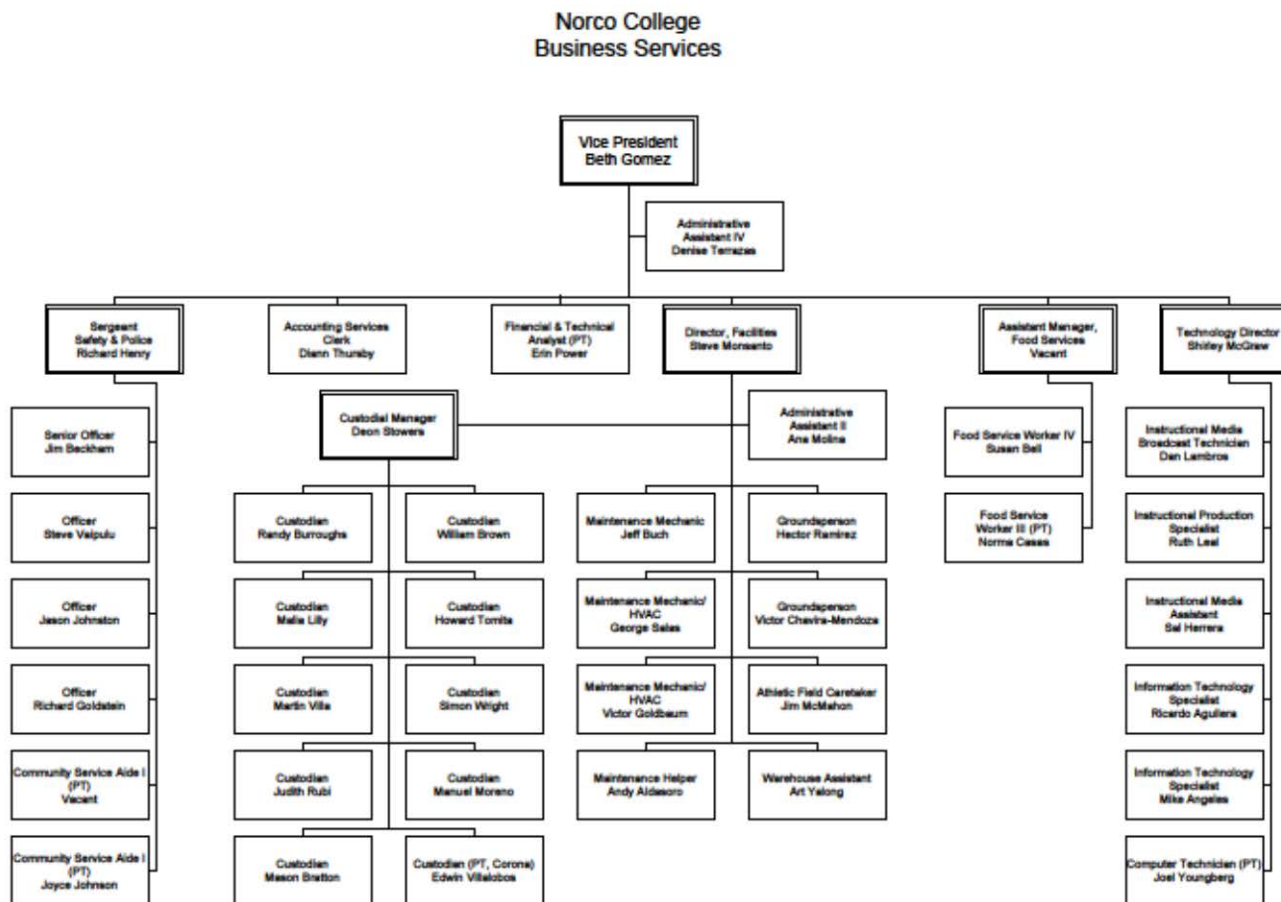 Norco College
Business Services
Vice President
Beth Gomez
Administrative
Assistant IV
Denise Terrazas
Sergeant
Safety & Police
Richard Henry
Accounting Services
Clerk
Diann Thursby
Financial & Technical
Analyst (PT)
Erin Power
Director, Facilities
Steve Monsanto
Assistant Manager,
Food Services
Vacant
Technology Director
Shirley McGraw
Custodial Manager
Deon Stowers
Administrative
Assistant II
Ana Molina
Senior Officer
Jim Beckham
Officer
Steve Vaipulu
Officer
Jason Johnston
Officer
Richard Goldstein
Community Service Aide I
(PT)
Vacant
Community Service Aide I
(PT)
Joyce Johnson
Custodian
Randy Burroughs
Custodian
William Brown
Custodian
Malia Lilly
Custodian
Howard Tomita
Custodian
Martin Villa
Custodian
Simon Wright
Custodian
Judith Rubi
Custodian
Manuel Moreno
Custodian
Mason Bratton
Custodian (PT, Corona)
Edwin Villalobos
Maintenance Mechanic
Jeff Buch
Groundsperson
Hector Ramirez
Maintenance Mechanic/
HVAC
George Salas
Groundsperson
Victor Chavira-Mendoza
Maintenance Mechanic/
HVAC
Victor Goldbaum
Athletic Field Caretaker
Jim McMahon
Maintenance Helper
Andy Aldasoro
Warehouse Assistant
Art Yalong
Food Service Worker IV
Susan Bell
Food Service
Worker III (PT)
Norma Casas
Instructional Media
Broadcast Technician
Dan Lambros
Instructional Production
Specialist
Ruth Leal
Instructional Media
Assistant
Sal Herrera
Information Technology
Specialist
Ricardo Aguilera
Information Technology
Specialist
Mike Angeles
Computer Technician (PT)
Joel Youngberg